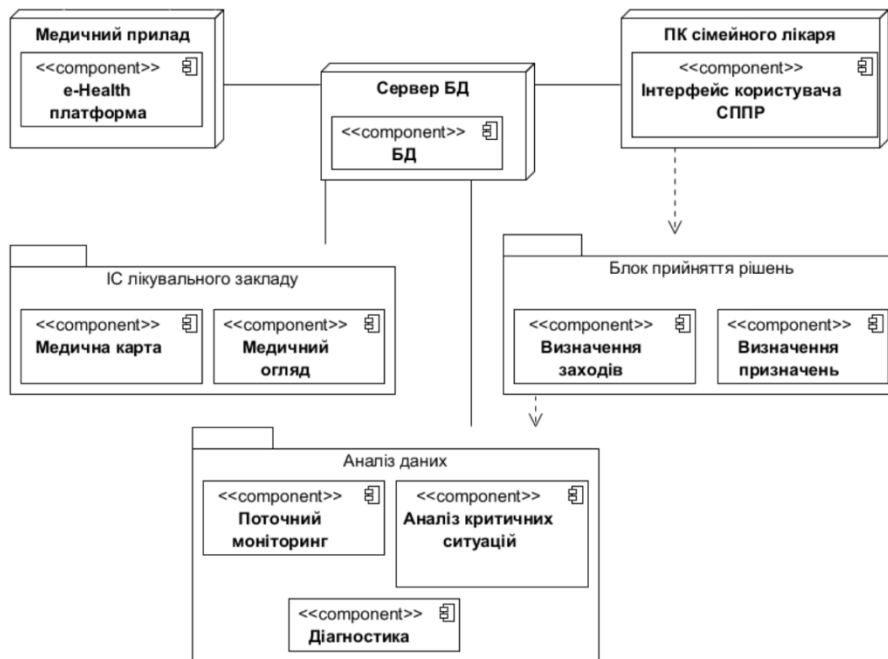 Медичний прилад
<<component>>
e-Health
платформа
Сервер БД
<<component>>
БД
ПК сімейного лікаря
<<component>>
Інтерфейс користувача
СППР
ІС лікувального закладу
<<component>>
Медична карта
<<component>>
Медичний
огляд
Блок прийняття рішень
<<component>>
Визначення
заходів
<<component>>
Визначення
призначень
Аналіз даних
<<component>>
Поточний
моніторинг
<<component>>
Аналіз критичних
ситуацій
<<component>>
Діагностика